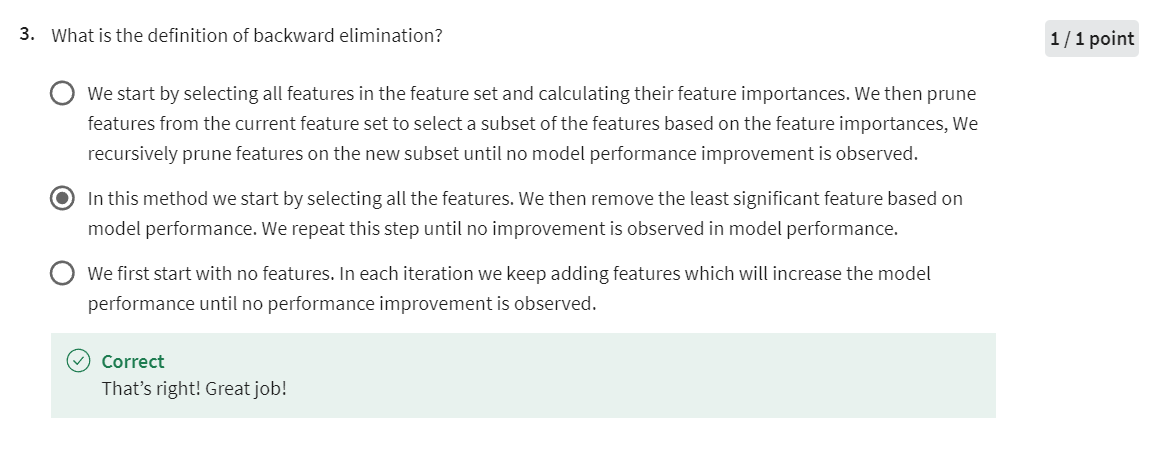 3. What is the definition of backward elimination?
1 / 1 point
We start by selecting all features in the feature set and calculating their feature importances. We then prune
features from the current feature set to select a subset of the features based on the feature importances, We
recursively prune features on the new subset until no model performance improvement is observed.
In this method we start by selecting all the features. We then remove the least significant feature based on
model performance. We repeat this step until no improvement is observed in model performance.
We first start with no features. In each iteration we keep adding features which will increase the model
performance until no performance improvement is observed.
Correct
That’s right! Great job!